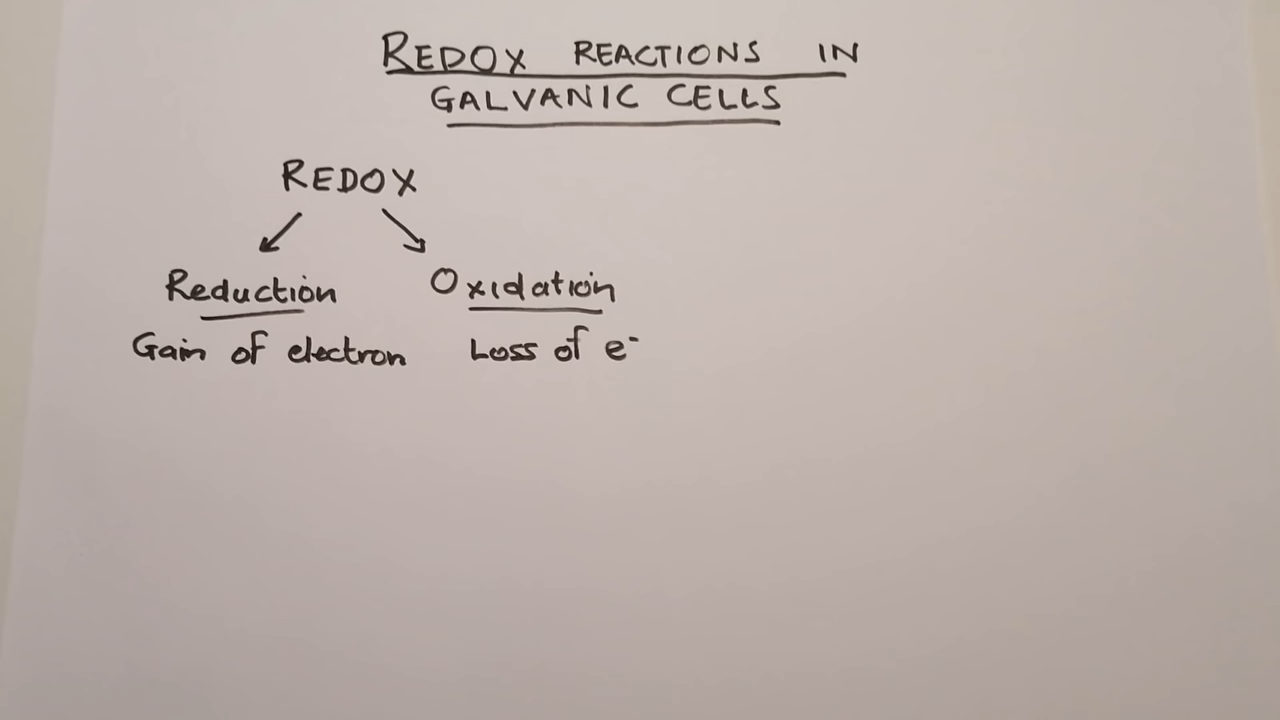 REDOX REACTIONS IN
GALVANIC CELLS
REDOX
Reduction Oxidation
Gain of electron Loss of e⁻